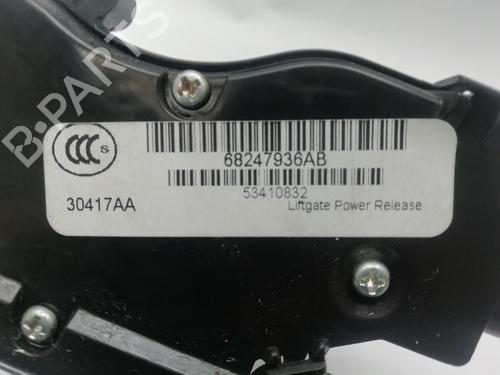 B-PARTS
CCC S
68247936AB
53410832
30417AA
Liftgate Power Release